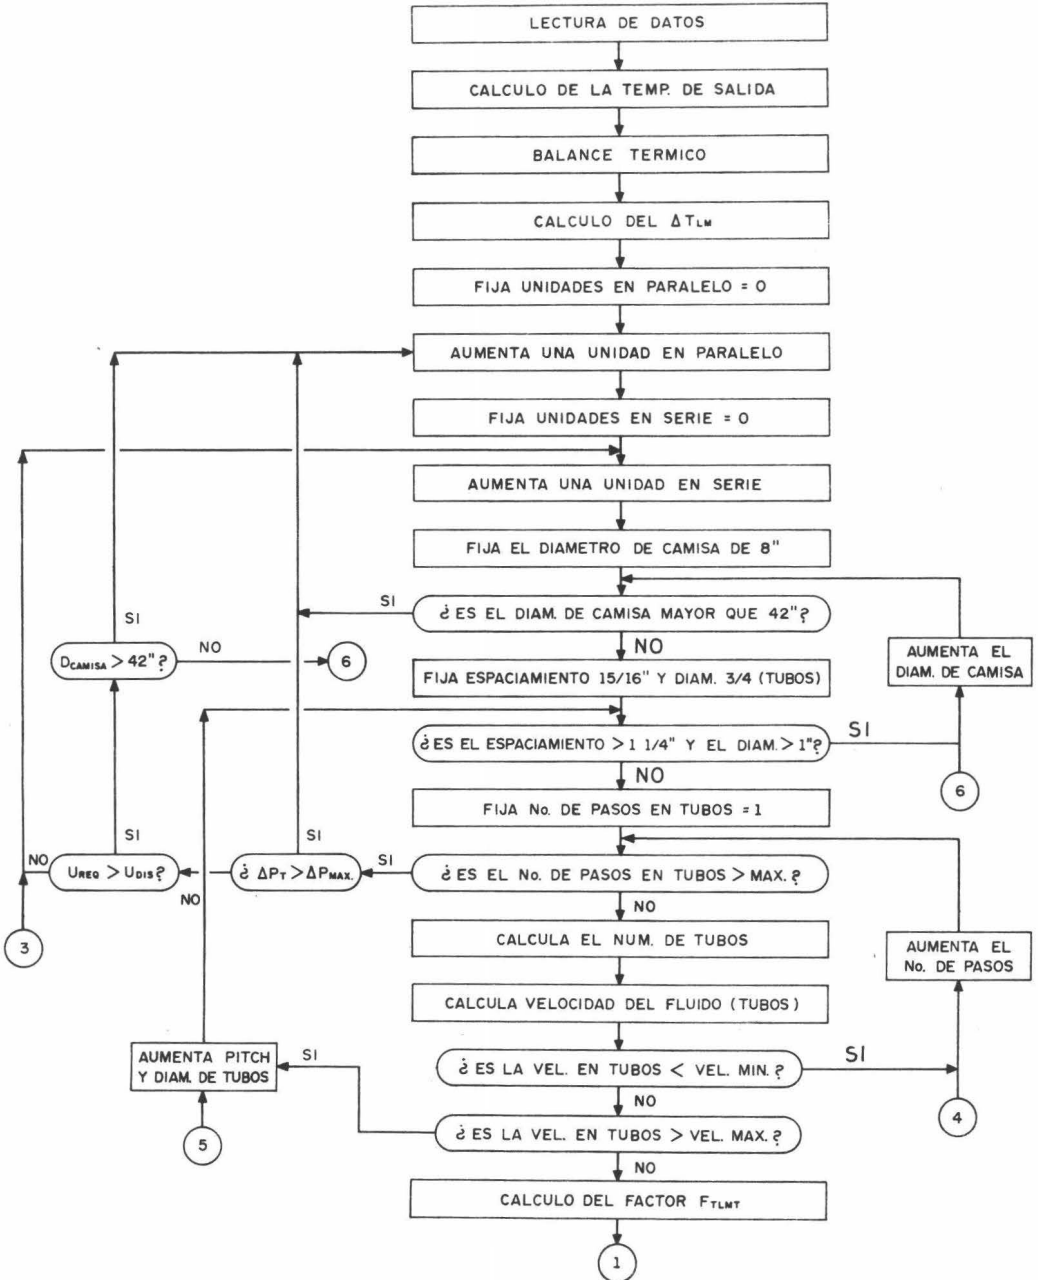 LECTURA DE DATOS
CALCULO DE LA TEMP. DE SALIDA
BALANCE TERMICO
CALCULO DEL ΔTLM
FIJA UNIDADES EN PARALELO = 0
AUMENTA UNA UNIDAD EN PARALELO
FIJA UNIDADES EN SERIE = 0
AUMENTA UNA UNIDAD EN SERIE
FIJA EL DIAMETRO DE CAMISA DE 8"
SI
¿ES EL DIAM. DE CAMISA MAYOR QUE 42"?
NO
AUMENTA EL
DIAM. DE CAMISA
SI
DCAMISA > 42"?
NO
6
FIJA ESPACIAMIENTO 15/16" Y DIAM. 3/4 (TUBOS)
¿ES EL ESPACIAMIENTO > 1 1/4" Y EL DIAM. > 1"?
SI
NO
6
FIJA No. DE PASOS EN TUBOS = 1
SI
SI
NO
UREQ > UDIS?
NO
¿ ΔPT > ΔPMAX.
SI
¿ES EL No. DE PASOS EN TUBOS > MAX.?
NO
3
CALCULA EL NUM. DE TUBOS
AUMENTA EL
No. DE PASOS
CALCULA VELOCIDAD DEL FLUIDO (TUBOS)
AUMENTA PITCH
Y DIAM. DE TUBOS
SI
¿ES LA VEL. EN TUBOS < VEL. MIN.?
SI
NO
4
5
¿ES LA VEL. EN TUBOS > VEL. MAX.?
NO
CALCULO DEL FACTOR FTLMT
1